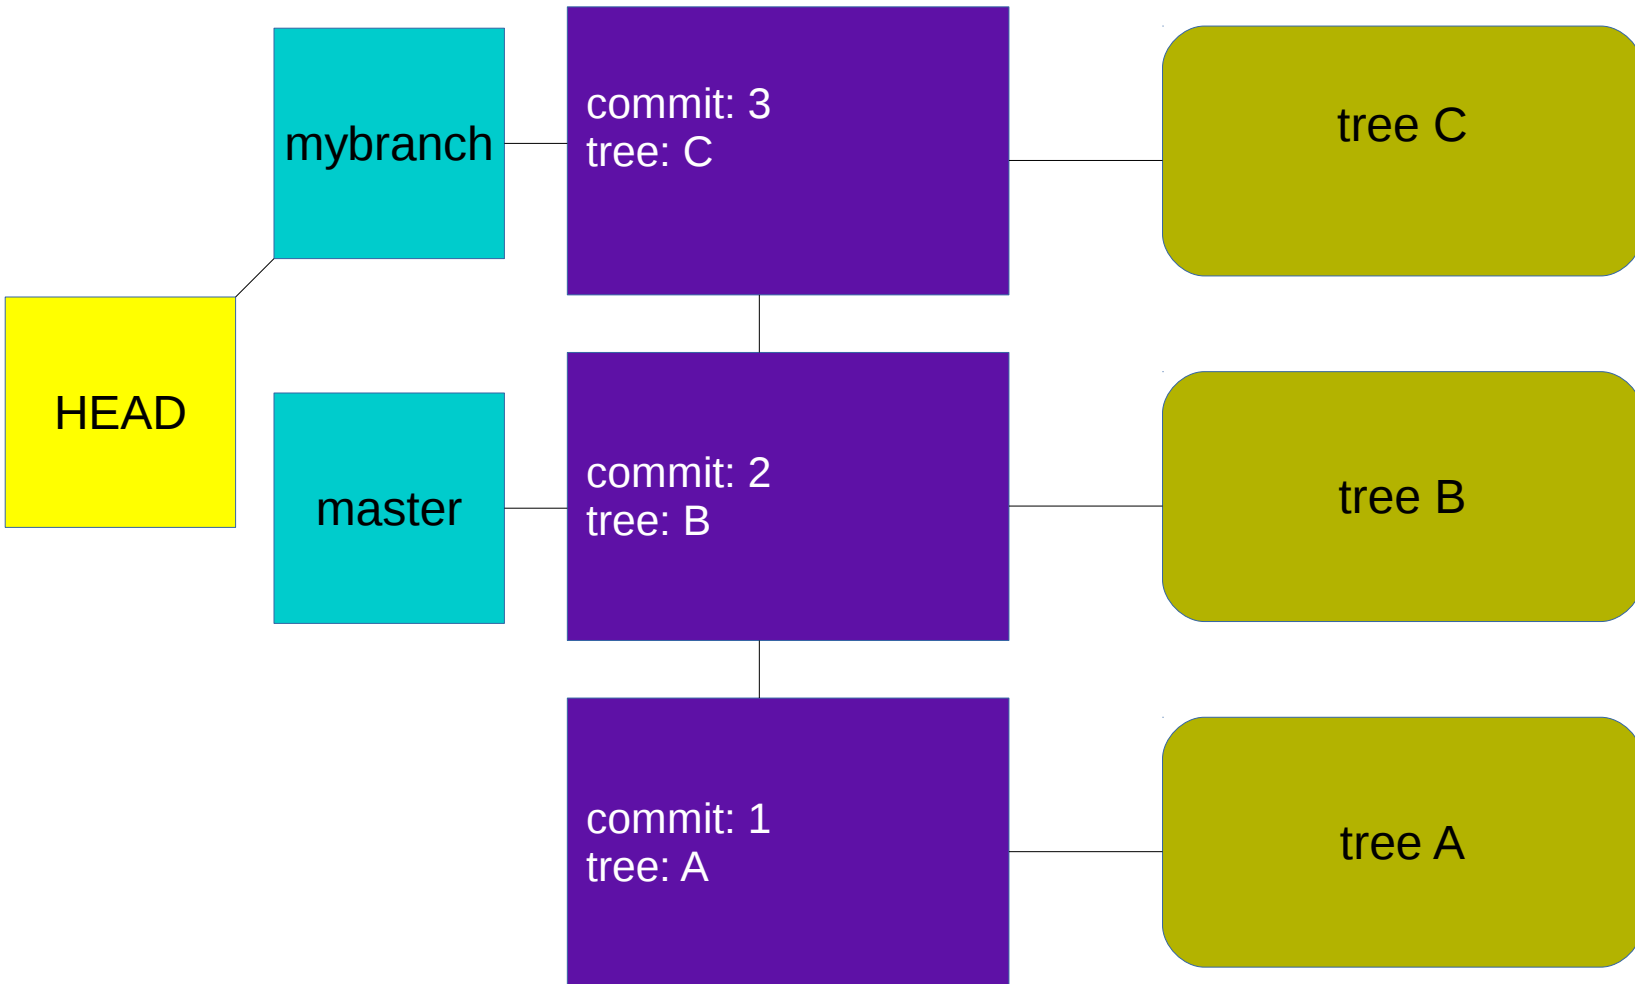 mybranch
commit: 3
tree: C
tree C
HEAD
master
commit: 2
tree: B
tree B
commit: 1
tree: A
tree A